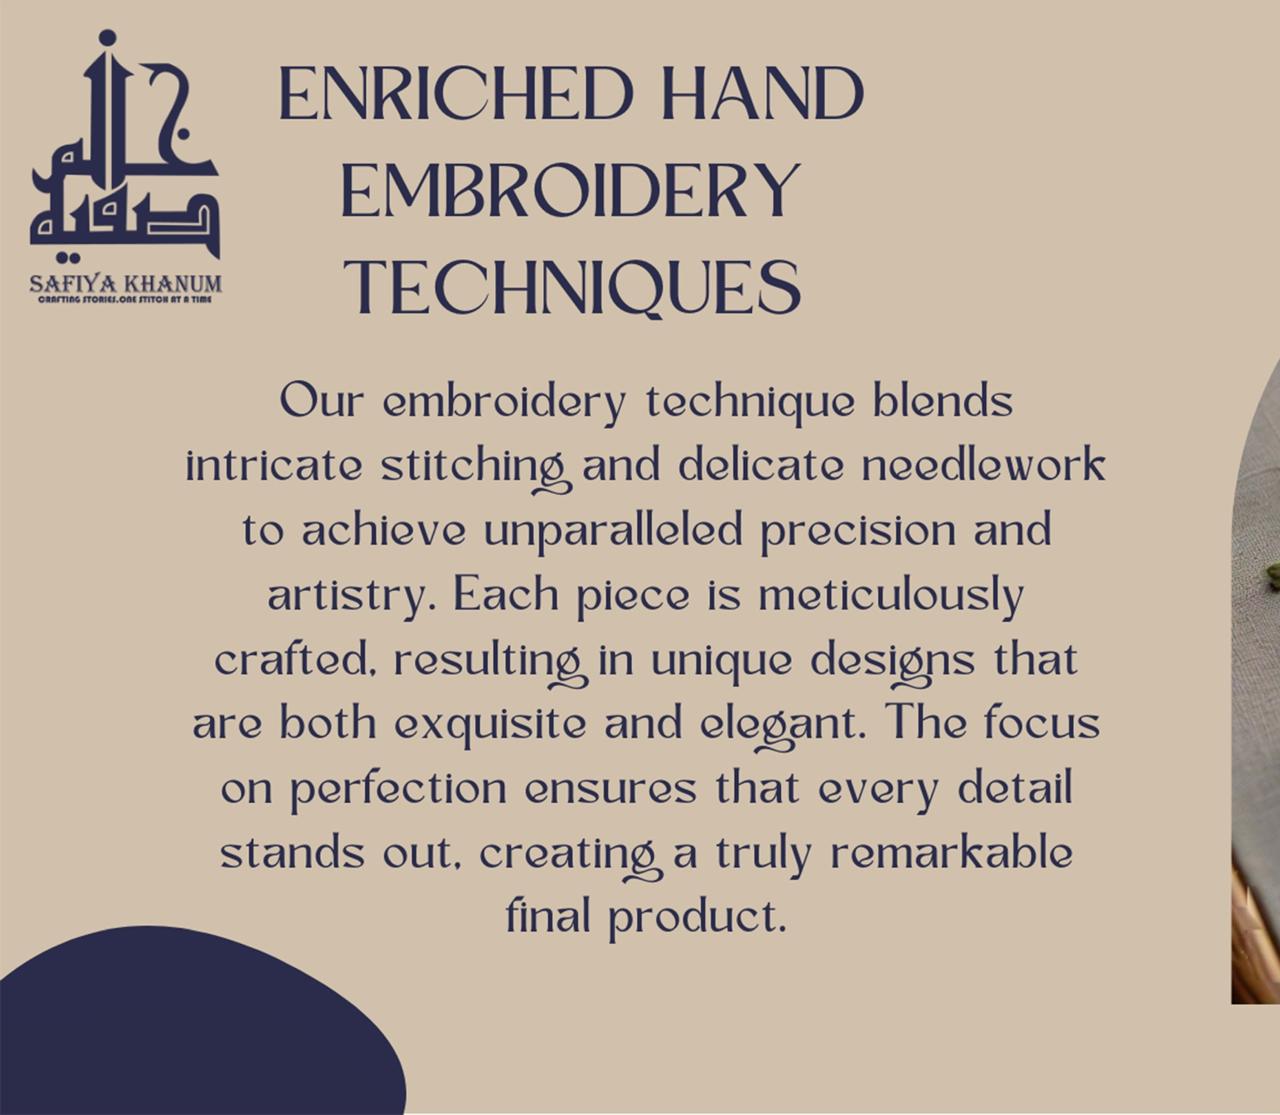 خانم
صفیه
SAFIYA KHANUM
CRAFTING STORIES.ONE STITCH AT A TIME
ENRICHED HAND
EMBROIDERY
TECHNIQUES
Our embroidery technique blends
intricate stitching and delicate needlework
to achieve unparalleled precision and
artistry. Each piece is meticulously
crafted, resulting in unique designs that
are both exquisite and elegant. The focus
on perfection ensures that every detail
stands out, creating a truly remarkable
final product.